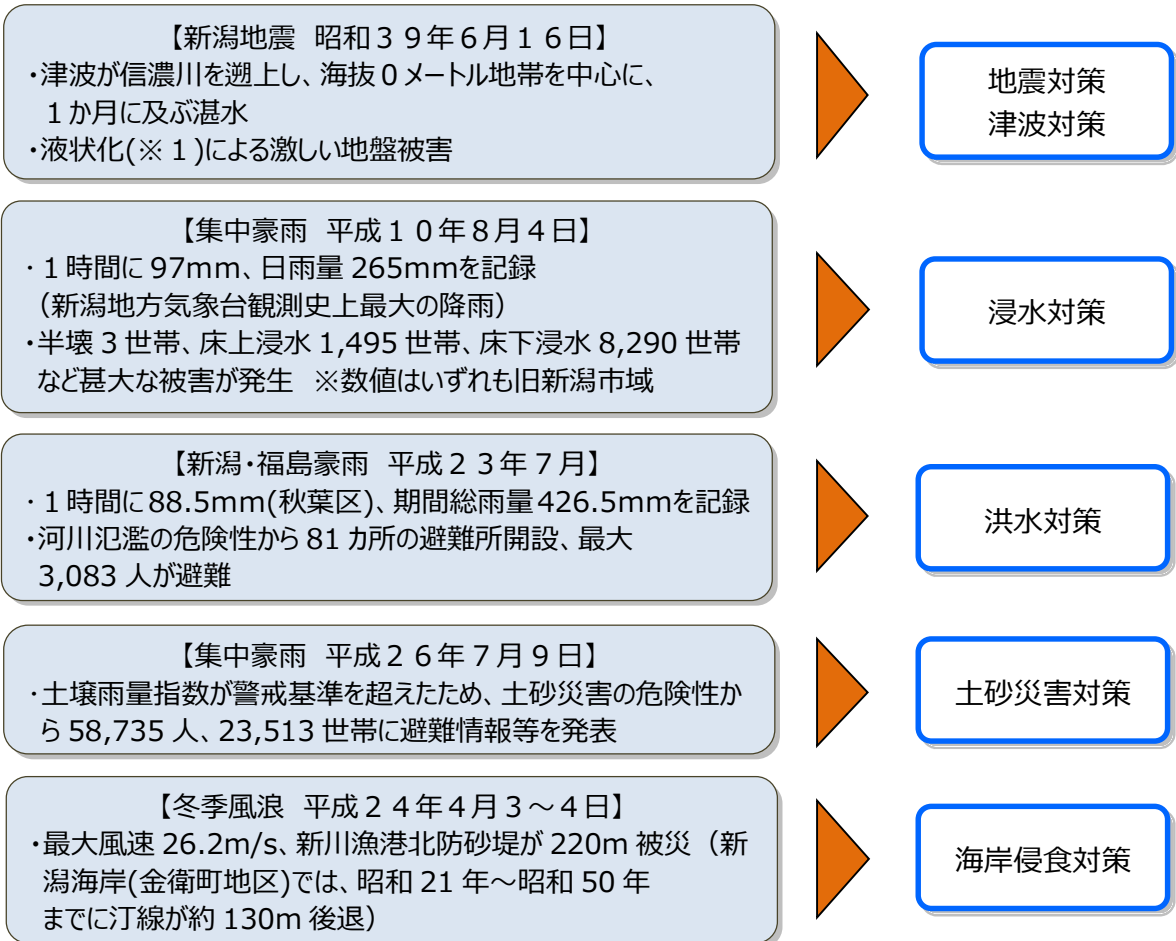 【新潟地震 昭和３９年６月１６日】
・津波が信濃川を遡上し、海抜０メートル地帯を中心に、
１か月に及ぶ湛水
・液状化(※１)による激しい地盤被害
地震対策
津波対策
【集中豪雨 平成１０年８月４日】
・１時間に 97mm、日雨量 265mmを記録
（新潟地方気象台観測史上最大の降雨）
・半壊 3 世帯、床上浸水 1,495 世帯、床下浸水 8,290 世帯
など甚大な被害が発生 ※数値はいずれも旧新潟市域
浸水対策
【新潟・福島豪雨 平成２３年７月】
・１時間に 88.5mm(秋葉区)、期間総雨量 426.5mmを記録
・河川氾濫の危険性から 81 カ所の避難所開設、最大
3,083 人が避難
洪水対策
【集中豪雨 平成２６年７月９日】
・土壌雨量指数が警戒基準を超えたため、土砂災害の危険性か
ら 58,735 人、23,513 世帯に避難情報等を発表
土砂災害対策
【冬季風浪 平成２４年４月３～４日】
・最大風速 26.2m/s、新川漁港北防砂堤が 220m 被災（新
潟海岸(金衛町地区)では、昭和 21 年～昭和 50 年
までに汀線が約 130m 後退）
海岸侵食対策